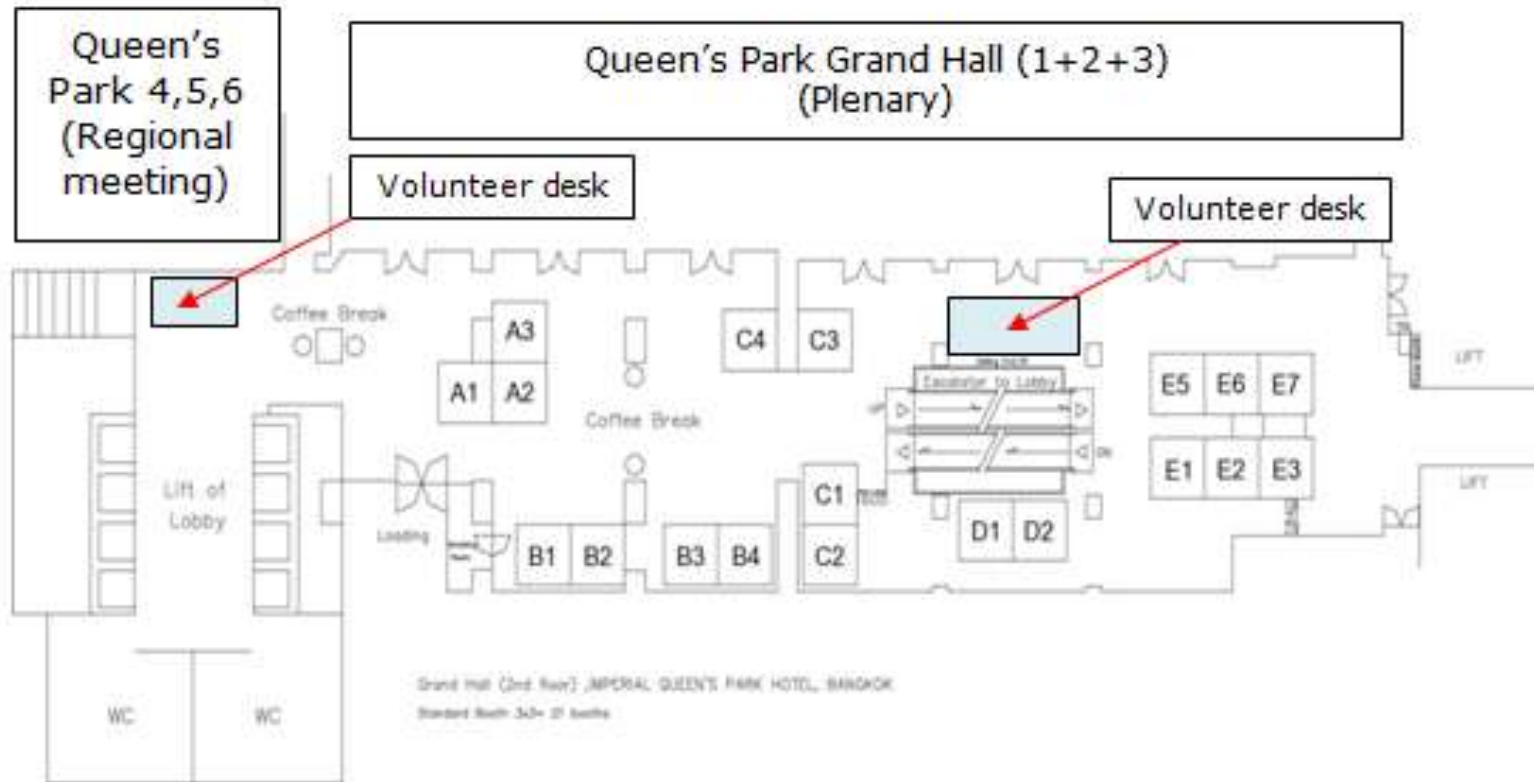 Queen's
Park 4,5,6
(Regional
meeting)
Queen's Park Grand Hall (1+2+3)
(Plenary)
Volunteer desk
Volunteer desk
Coffee Break
A3
A1
A2
C4
C3
Escalator to Lobby
UP
E5
E6
E7
LIFT
Coffee Break
E1
E2
E3
LIFT
Lift of
Lobby
Loading
C1
C2
B1
B2
B3
B4
D1
D2
WC
WC
Grand Hall (2nd floor) ,IMPERIAL QUEEN'S PARK HOTEL, BANGKOK
Standard Booth 3x3= 21 booths